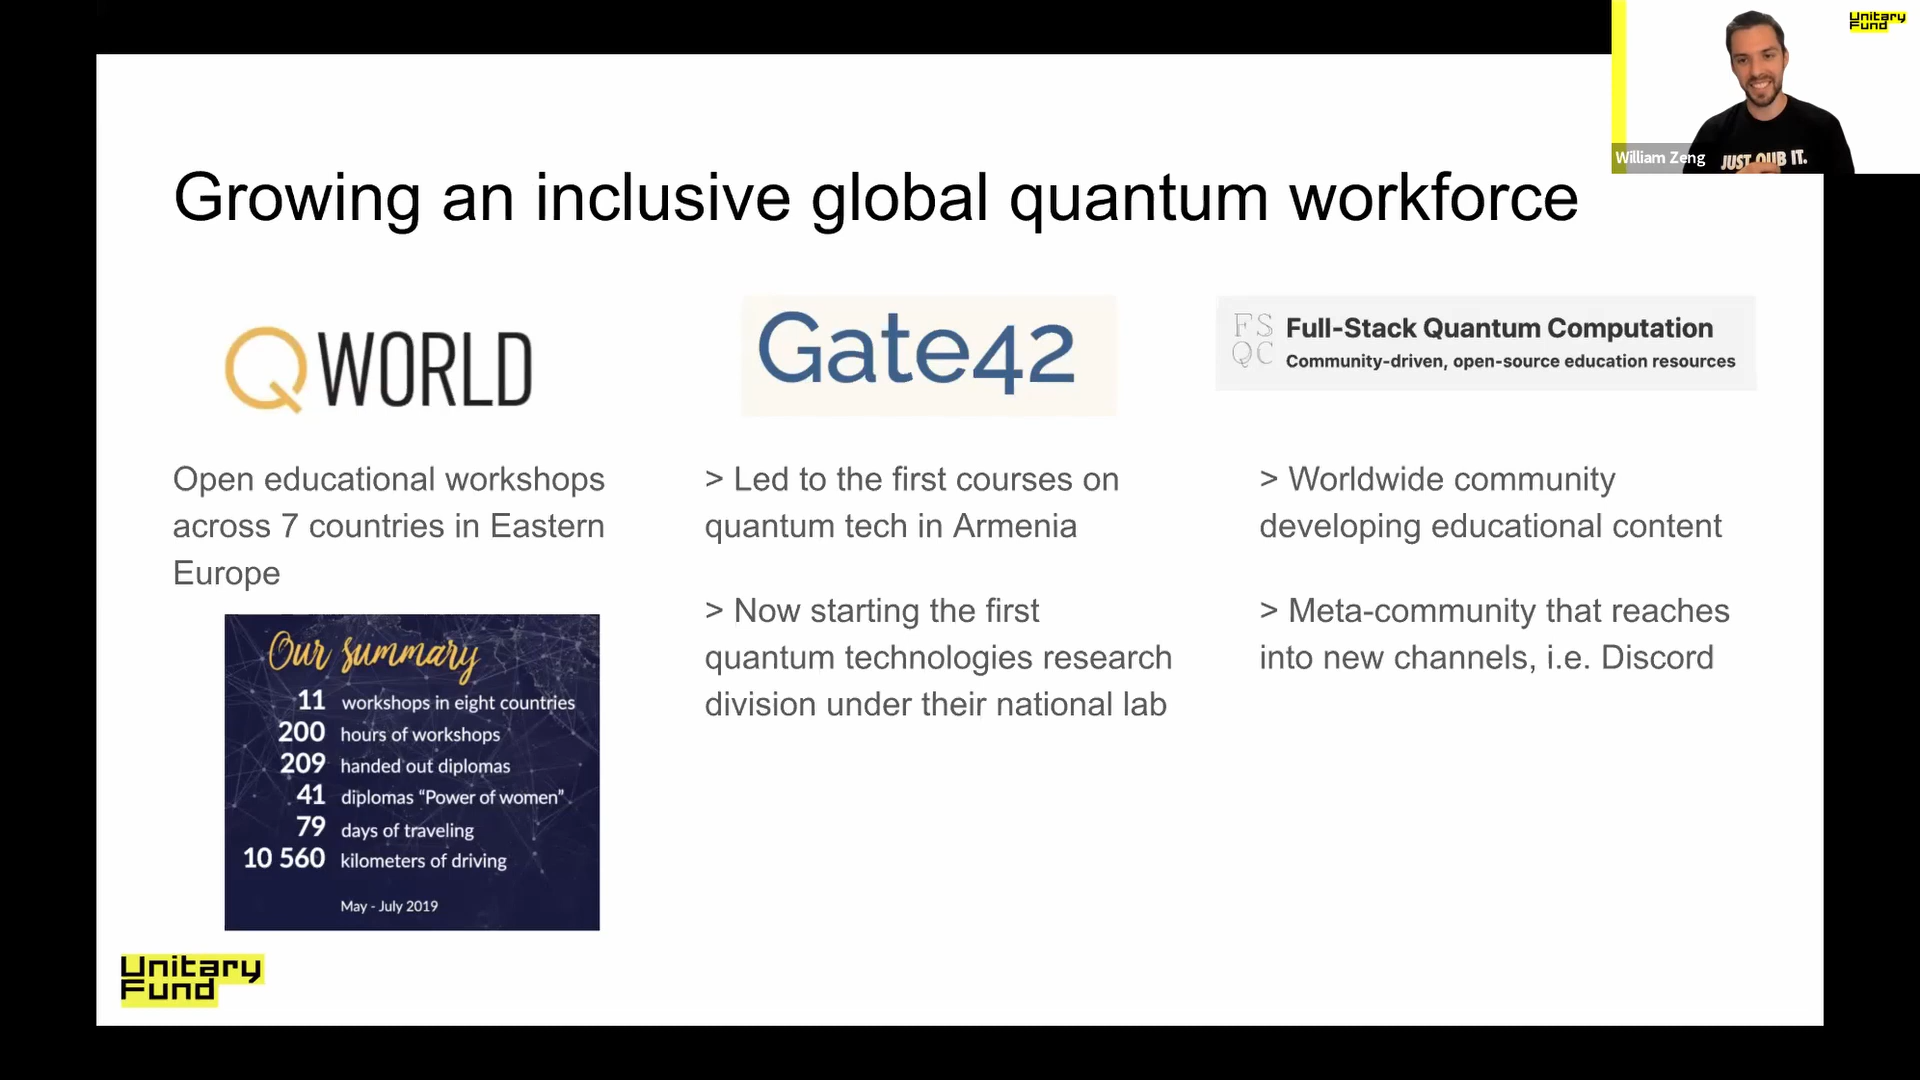 Unitary
Fund
William Zeng
JUST QUB IT.
Growing an inclusive global quantum workforce
QWORLD
Open educational workshops
across 7 countries in Eastern
Europe
Our summary
11 workshops in eight countries
200 hours of workshops
209 handed out diplomas
41 diplomas “Power of women”
79 days of traveling
10 560 kilometers of driving
May - July 2019
Gate42
> Led to the first courses on
quantum tech in Armenia
> Now starting the first
quantum technologies research
division under their national lab
FS
QC
Full-Stack Quantum Computation
Community-driven, open-source education resources
> Worldwide community
developing educational content
> Meta-community that reaches
into new channels, i.e. Discord
Unitary
Fund